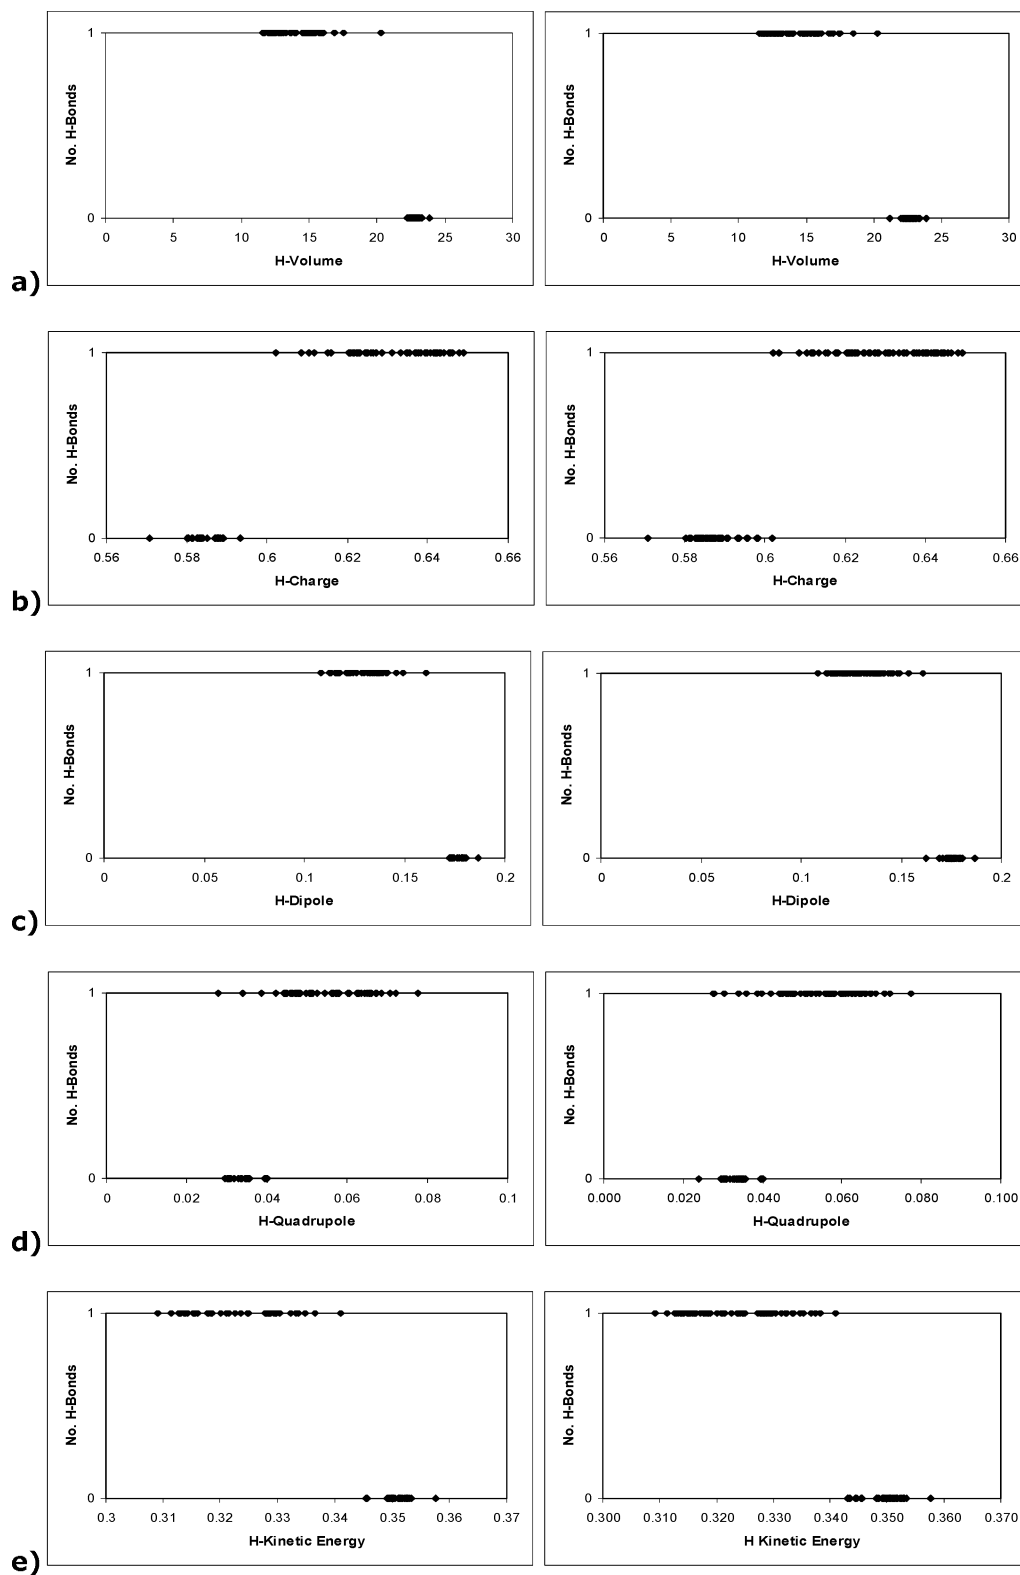 1
No. H-Bonds
0
0 5 10 15 20 25 30
H-Volume
1
No. H-Bonds
0
0 5 10 15 20 25 30
H-Volume
a)
1
No. H-Bonds
0
0.56 0.58 0.6 0.62 0.64 0.66
H-Charge
1
No. H-Bonds
0
0.56 0.58 0.6 0.62 0.64 0.66
H-Charge
b)
1
No. H-Bonds
0
0 0.05 0.1 0.15 0.2
H-Dipole
1
No. H-Bonds
0
0 0.05 0.1 0.15 0.2
H-Dipole
c)
1
No. H-Bonds
0
0 0.02 0.04 0.06 0.08 0.1
H-Quadrupole
1
No. H-Bonds
0
0.000 0.020 0.040 0.060 0.080 0.100
H-Quadrupole
d)
1
No. H-Bonds
0
0.3 0.31 0.32 0.33 0.34 0.35 0.36 0.37
H-Kinetic Energy
1
No. H-Bonds
0
0.300 0.310 0.320 0.330 0.340 0.350 0.360 0.370
H Kinetic Energy
e)